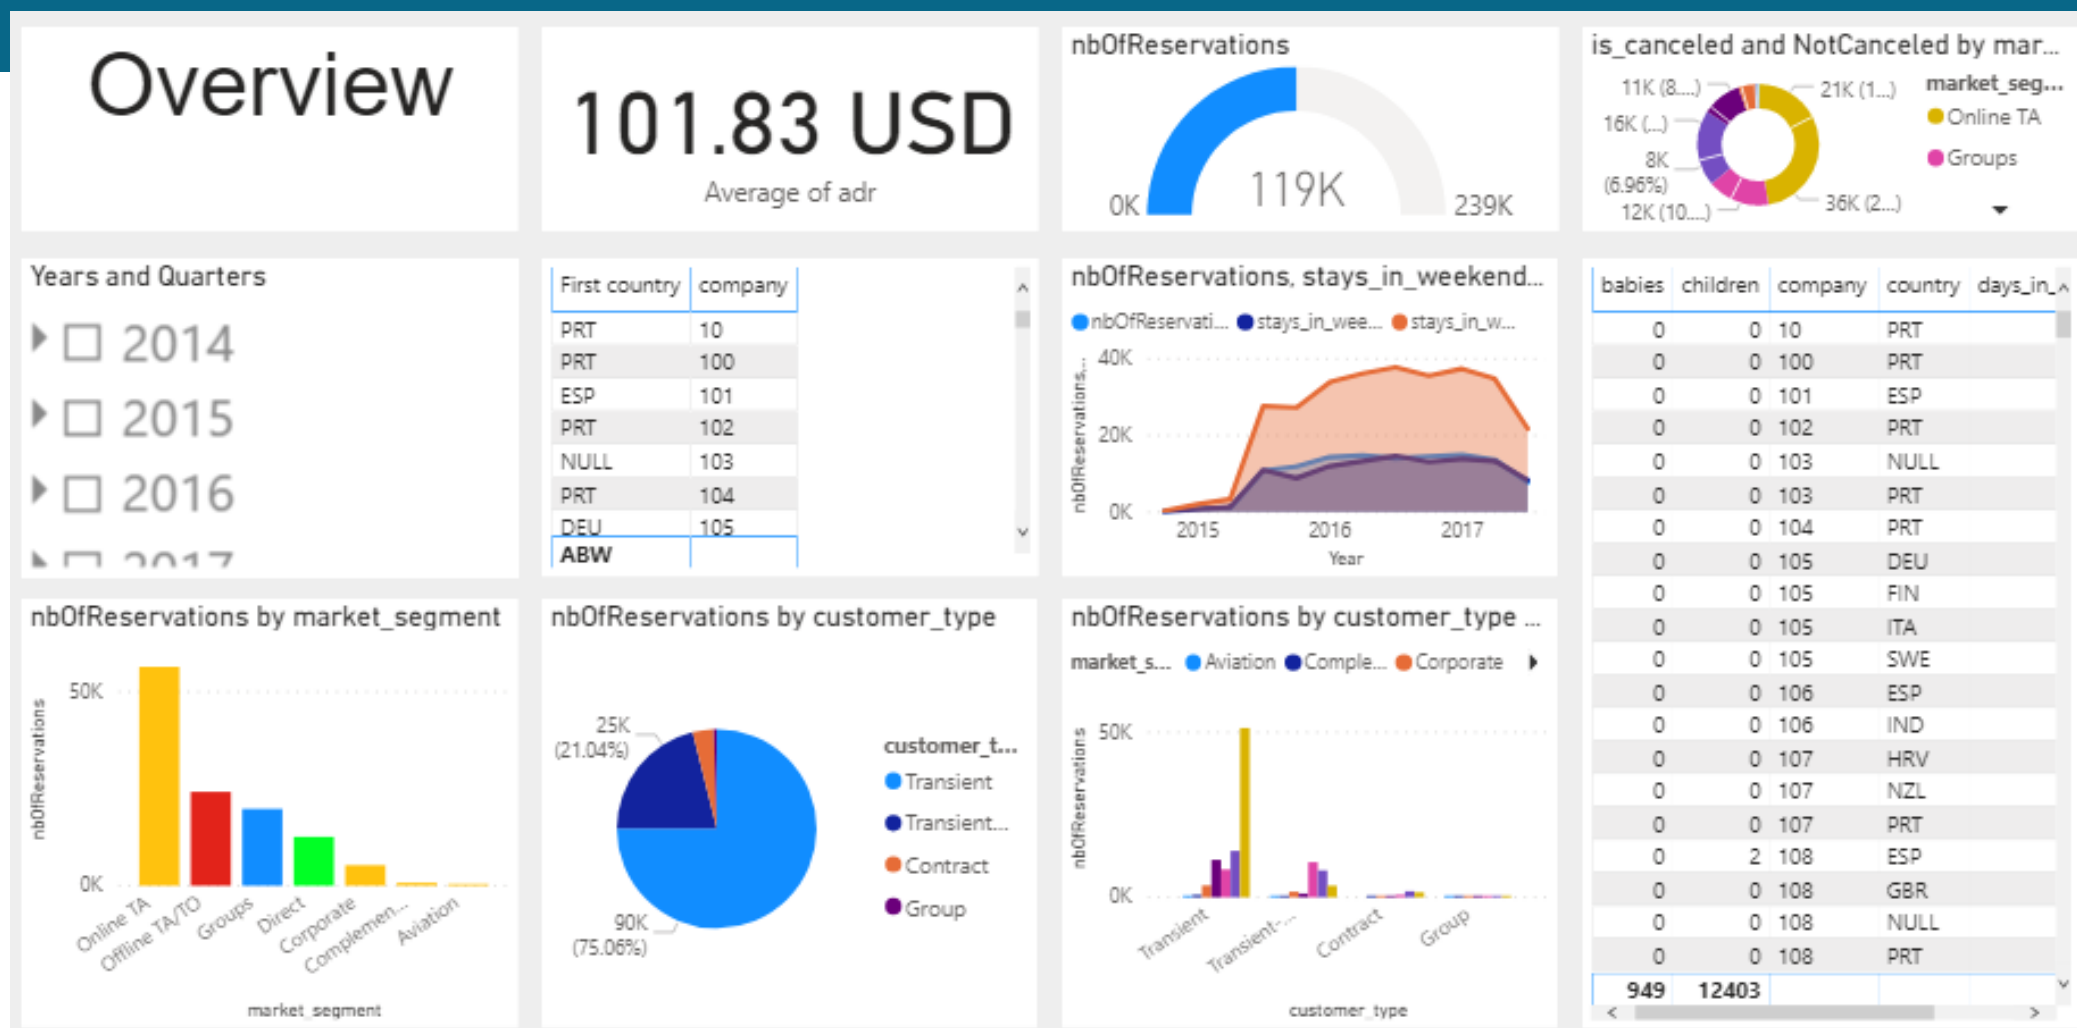 Overview
101.83 USD
Average of adr
nbOfReservations
0K
119K
239K
is_canceled and NotCanceled by mar...
11K (8....)
16K (...)
8K
(6.96%)
12K (10....)
21K (1...)
36K (2...)
market_seg...
Online TA
Groups
Years and Quarters
2014
2015
2016
2017
First country company
PRT 10
PRT 100
ESP 101
PRT 102
NULL 103
PRT 104
DEU 105
ABW
nbOfReservations, stays_in_weekend...
nbOfReservati... stays_in_wee... stays_in_w...
nbOfReservations,...
40K
20K
0K
2015 2016 2017
Year
babies children company country days_in_
0 0 10 PRT
0 0 100 PRT
0 0 101 ESP
0 0 102 PRT
0 0 103 NULL
0 0 103 PRT
0 0 104 PRT
0 0 105 DEU
0 0 105 FIN
0 0 105 ITA
0 0 105 SWE
0 0 106 ESP
0 0 106 IND
0 0 107 HRV
0 0 107 NZL
0 0 107 PRT
0 2 108 ESP
0 0 108 GBR
0 0 108 NULL
0 0 108 PRT
949 12403
nbOfReservations by market_segment
nbOfReservations
50K
0K
Online TA
Offline TA/TO
Groups
Direct
Corporate
Complemen...
Aviation
market_segment
nbOfReservations by customer_type
25K
(21.04%)
90K
(75.06%)
customer_t...
Transient
Transient...
Contract
Group
nbOfReservations by customer_type ...
market_s... Aviation Comple... Corporate
nbOfReservations
50K
0K
Transient
Transient-...
Contract
Group
customer_type